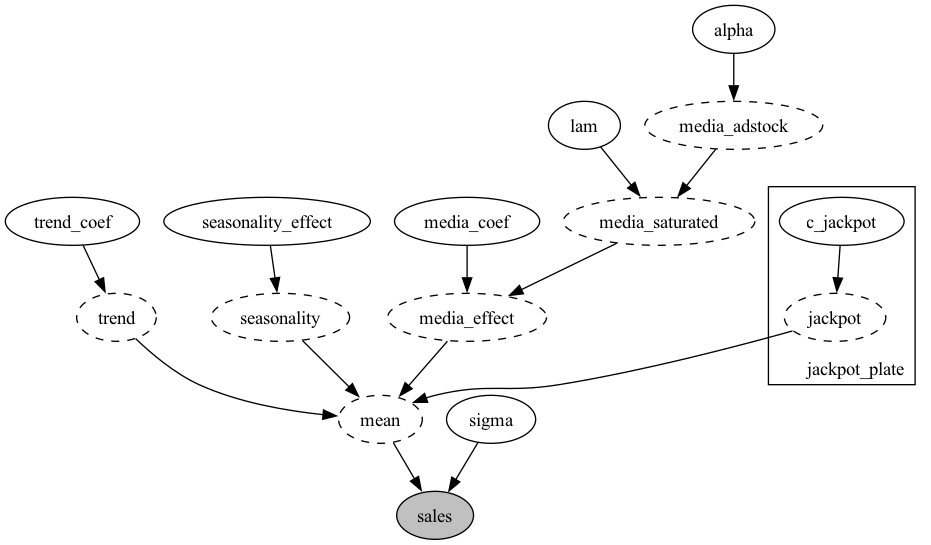 alpha
lam
media_adstock
trend_coef
seasonality_effect
media_coef
media_saturated
c_jackpot
trend
seasonality
media_effect
jackpot
jackpot_plate
mean
sigma
sales